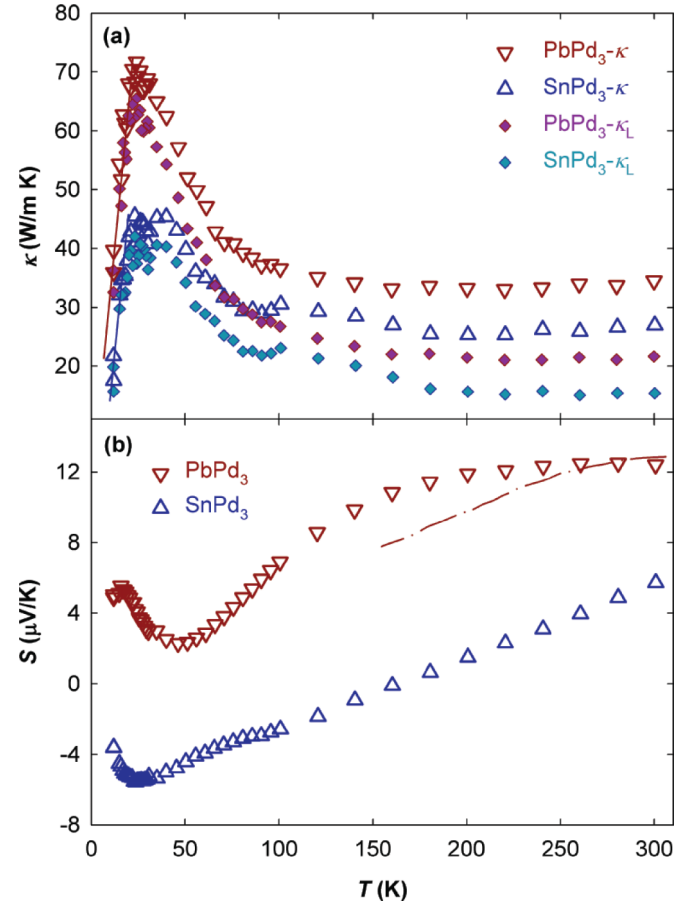 80
70
60
50
40
30
20
κ (W/m K)
(a)
PbPd₃-κ
SnPd₃-κ
PbPd₃-κL
SnPd₃-κL
(b)
PbPd₃
SnPd₃
12
8
4
0
-4
-8
S (μV/K)
0 50 100 150 200 250 300
T (K)